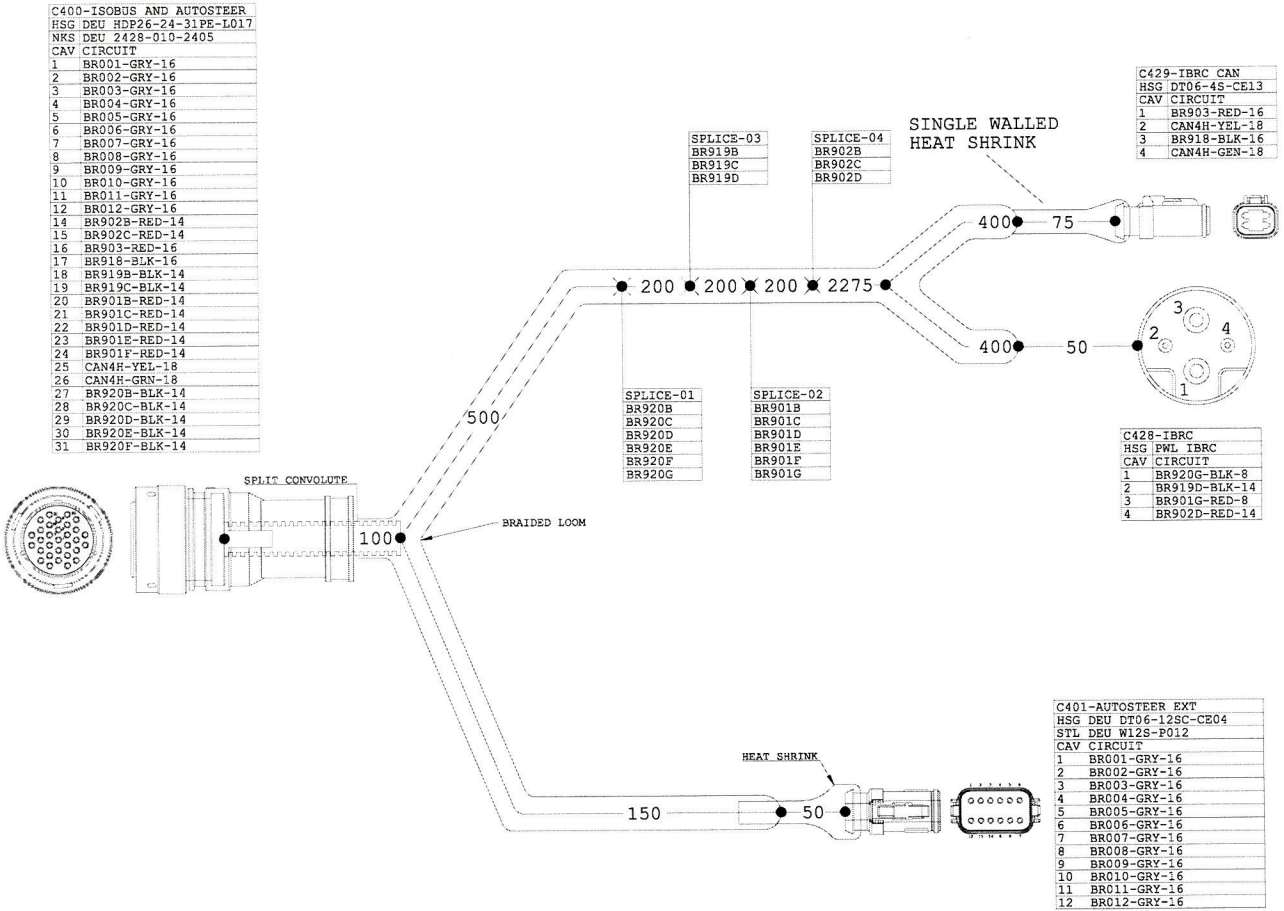 C400-ISOBUS AND AUTOSTEER
HSG DEU HDP26-24-31PE-L017
NKS DEU 2428-010-2405
CAV CIRCUIT
1 BR001-GRY-16
2 BR002-GRY-16
3 BR003-GRY-16
4 BR004-GRY-16
5 BR005-GRY-16
6 BR006-GRY-16
7 BR007-GRY-16
8 BR008-GRY-16
9 BR009-GRY-16
10 BR010-GRY-16
11 BR011-GRY-16
12 BR012-GRY-16
14 BR902B-RED-14
15 BR902C-RED-14
16 BR903-RED-16
17 BR918-BLK-16
18 BR919B-BLK-14
19 BR919C-BLK-14
20 BR901B-RED-14
21 BR901C-RED-14
22 BR901D-RED-14
23 BR901E-RED-14
24 BR901F-RED-14
25 CAN4H-YEL-18
26 CAN4H-GRN-18
27 BR920B-BLK-14
28 BR920C-BLK-14
29 BR920D-BLK-14
30 BR920E-BLK-14
31 BR920F-BLK-14
C429-IBRC CAN
HSG DT06-4S-CE13
CAV CIRCUIT
1 BR903-RED-16
2 CAN4H-YEL-18
3 BR918-BLK-16
4 CAN4H-GEN-18
SINGLE WALLED
HEAT SHRINK
SPLICE-03
BR919B
BR919C
BR919D
SPLICE-04
BR902B
BR902C
BR902D
400 75
200 200 200 2275
3
2 4
1
400 50
SPLICE-01
BR920B
BR920C
BR920D
BR920E
BR920F
BR920G
SPLICE-02
BR901B
BR901C
BR901D
BR901E
BR901F
BR901G
500
C428-IBRC
HSG PWL IBRC
CAV CIRCUIT
1 BR920G-BLK-8
2 BR919D-BLK-14
3 BR901G-RED-8
4 BR902D-RED-14
SPLIT CONVOLUTE
BRAIDED LOOM
100
HEAT SHRINK
150 50
C401-AUTOSTEER EXT
HSG DEU DT06-12SC-CE04
STL DEU W12S-P012
CAV CIRCUIT
1 BR001-GRY-16
2 BR002-GRY-16
3 BR003-GRY-16
4 BR004-GRY-16
5 BR005-GRY-16
6 BR006-GRY-16
7 BR007-GRY-16
8 BR008-GRY-16
9 BR009-GRY-16
10 BR010-GRY-16
11 BR011-GRY-16
12 BR012-GRY-16